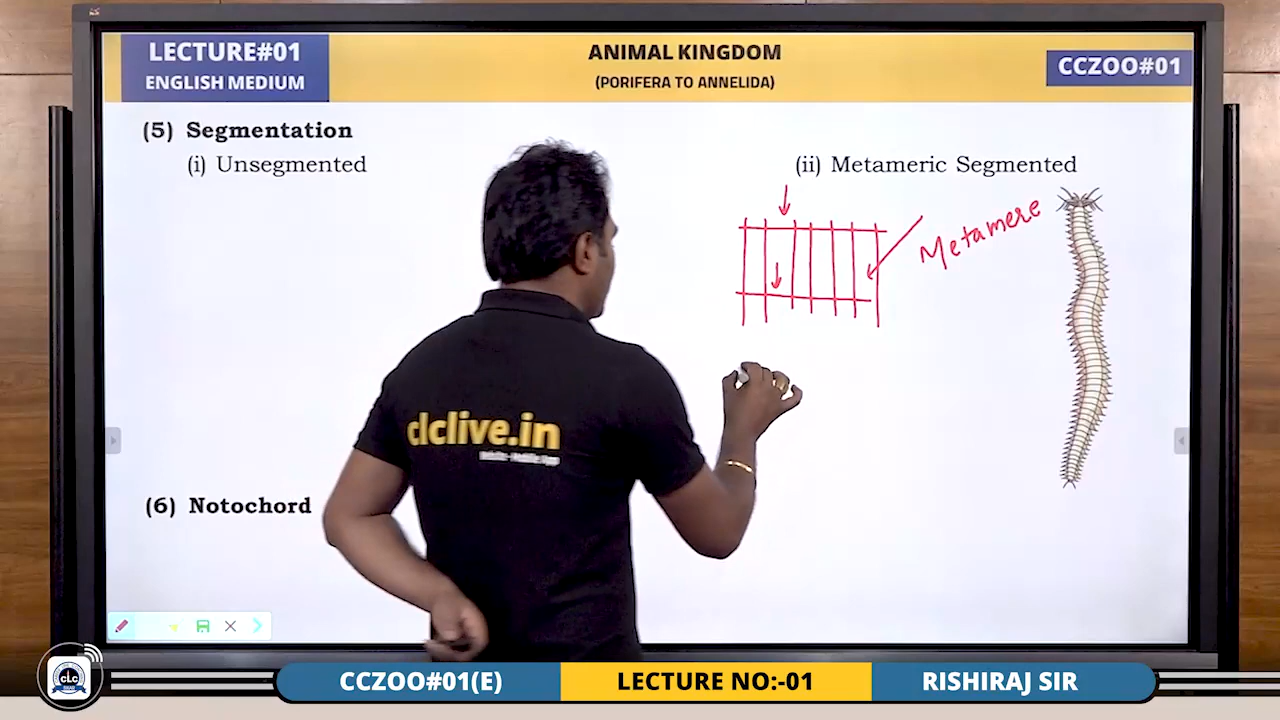 LECTURE#01
ENGLISH MEDIUM
ANIMAL KINGDOM
(PORIFERA TO ANNELIDA)
CCZOO#01
(5) Segmentation
(i) Unsegmented
(ii) Metameric Segmented
Metamere
clclive.in
(6) Notochord
CLC
CCZOO#01(E)
LECTURE NO:-01
RISHIRAJ SIR